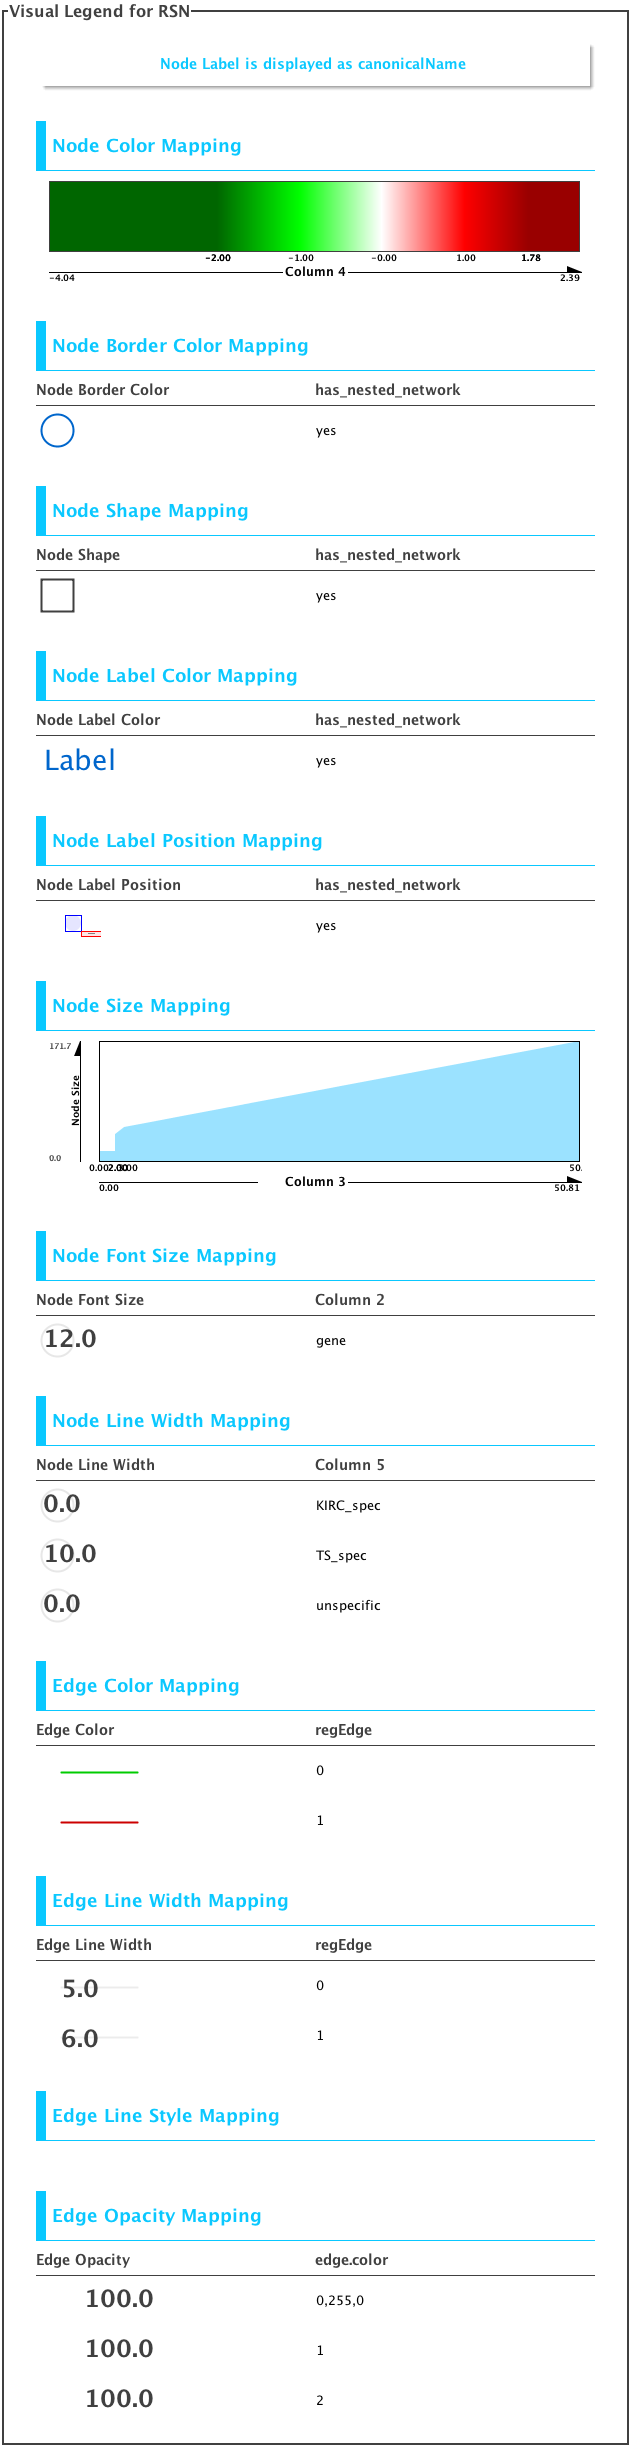 Visual Legend for RSN
Node Label is displayed as canonicalName
Node Color Mapping
-2.00 -1.00 -0.00 1.00 1.78
Column 4
-4.04 2.39
Node Border Color Mapping
Node Border Color has_nested_network
yes
Node Shape Mapping
Node Shape has_nested_network
yes
Node Label Color Mapping
Node Label Color has_nested_network
Label yes
Node Label Position Mapping
Node Label Position has_nested_network
yes
Node Size Mapping
171.7
Node Size
0.0
0.00 2.00 50.
Column 3
0.00 50.81
Node Font Size Mapping
Node Font Size Column 2
12.0 gene
Node Line Width Mapping
Node Line Width Column 5
0.0 KIRC_spec
10.0 TS_spec
0.0 unspecific
Edge Color Mapping
Edge Color regEdge
0
1
Edge Line Width Mapping
Edge Line Width regEdge
5.0 0
6.0 1
Edge Line Style Mapping
Edge Opacity Mapping
Edge Opacity edge.color
100.0 0,255,0
100.0 1
100.0 2